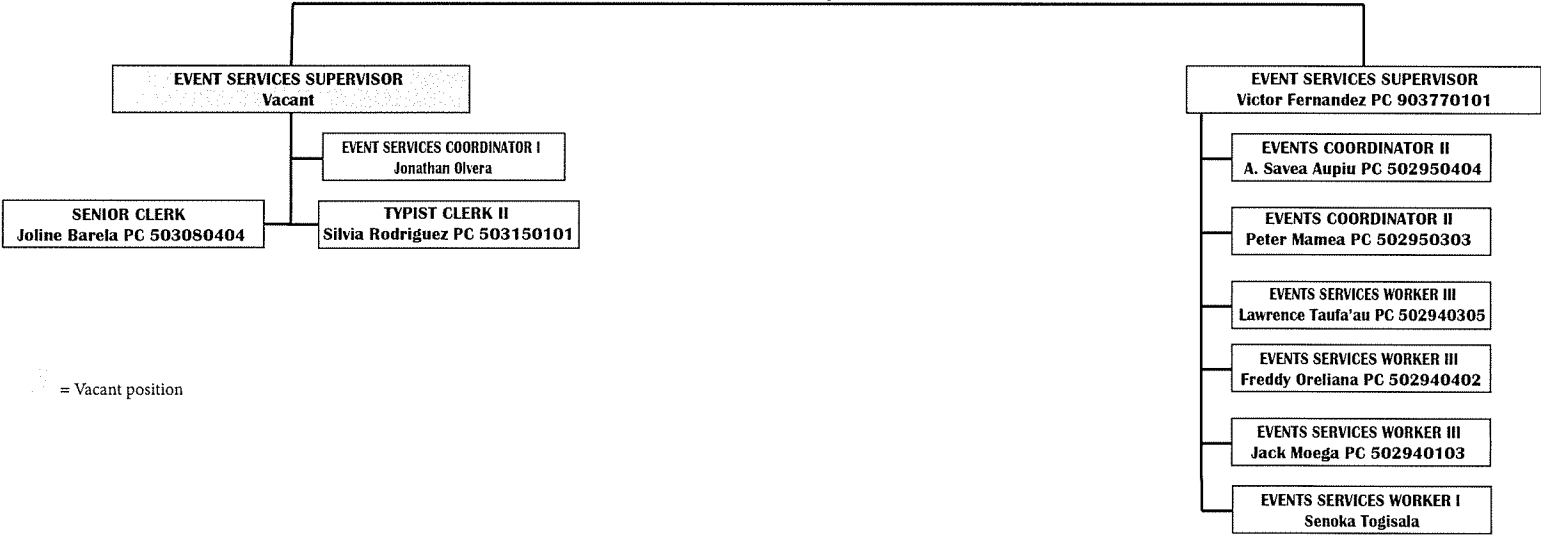 EVENT SERVICES SUPERVISOR
Vacant
EVENT SERVICES COORDINATOR I
Jonathan Olvera
SENIOR CLERK
Joline Barela PC 503080404
TYPIST CLERK II
Silvia Rodriguez PC 503150101
= Vacant position
EVENT SERVICES SUPERVISOR
Victor Fernandez PC 903770101
EVENTS COORDINATOR II
A. Savea Aupiu PC 502950404
EVENTS COORDINATOR II
Peter Mamea PC 502950303
EVENTS SERVICES WORKER III
Lawrence Taufa'au PC 502940305
EVENTS SERVICES WORKER III
Freddy Oreliana PC 502940402
EVENTS SERVICES WORKER III
Jack Moega PC 502940103
EVENTS SERVICES WORKER I
Senoka Togisala